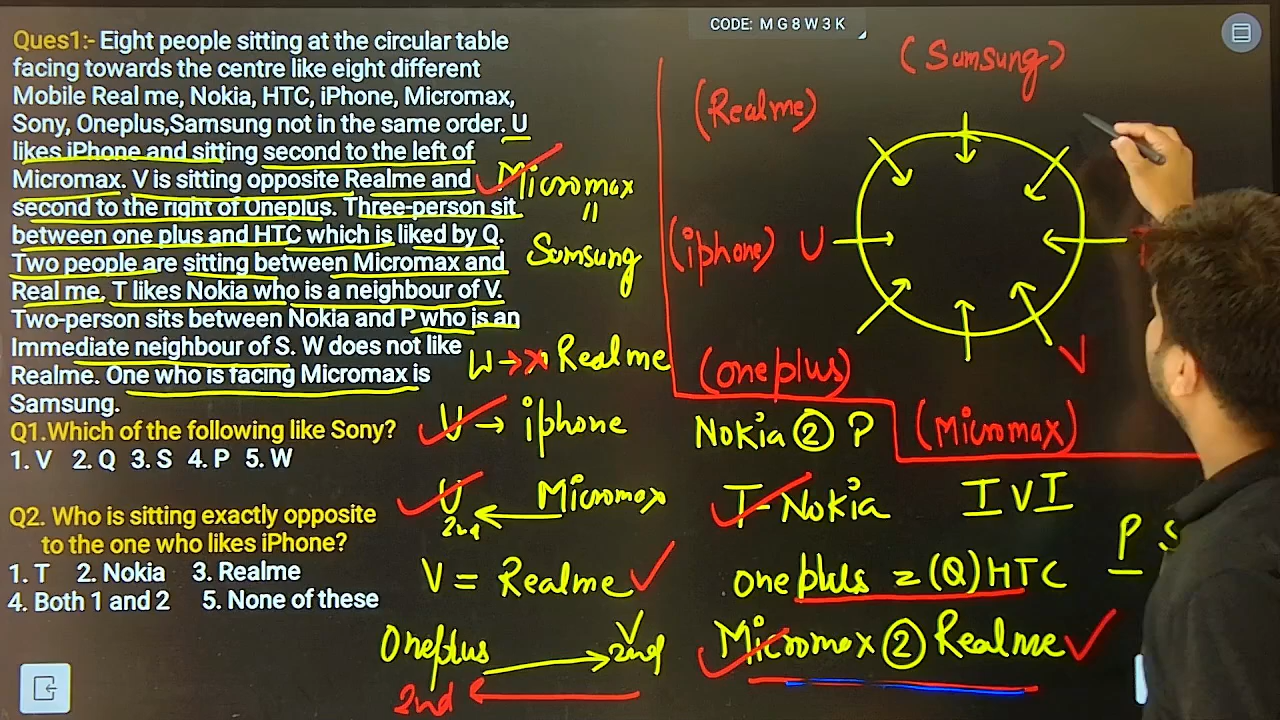 CODE: M G 8 W 3 K
Ques1:- Eight people sitting at the circular table
facing towards the centre like eight different
Mobile Real me, Nokia, HTC, iPhone, Micromax,
Sony, Oneplus,Samsung not in the same order. U
likes iPhone and sitting second to the left of
Micromax. V is sitting opposite Realme and
second to the right of Oneplus. Three-person sit
between one plus and HTC which is liked by Q.
Two people are sitting between Micromax and
Real me. T likes Nokia who is a neighbour of V.
Two-person sits between Nokia and P who is an
Immediate neighbour of S. W does not like
Realme. One who is facing Micromax is
Samsung.
Q1.Which of the following like Sony?
1. V 2. Q 3. S 4. P 5. W
Q2. Who is sitting exactly opposite
to the one who likes iPhone?
1. T 2. Nokia 3. Realme
4. Both 1 and 2 5. None of these
Micromax
=
Samsung
W → x Realme
U → iphone
U ← Micromax
2nd
V = Realme
Oneplus → V
2nd
2nd
(Samsung)
(Realme)
(iphone) U
V
(oneplus)
(Micromax)
Nokia ② P
T - Nokia T V T
oneplus = (Q) HTC
P S
Micromax ② Realme